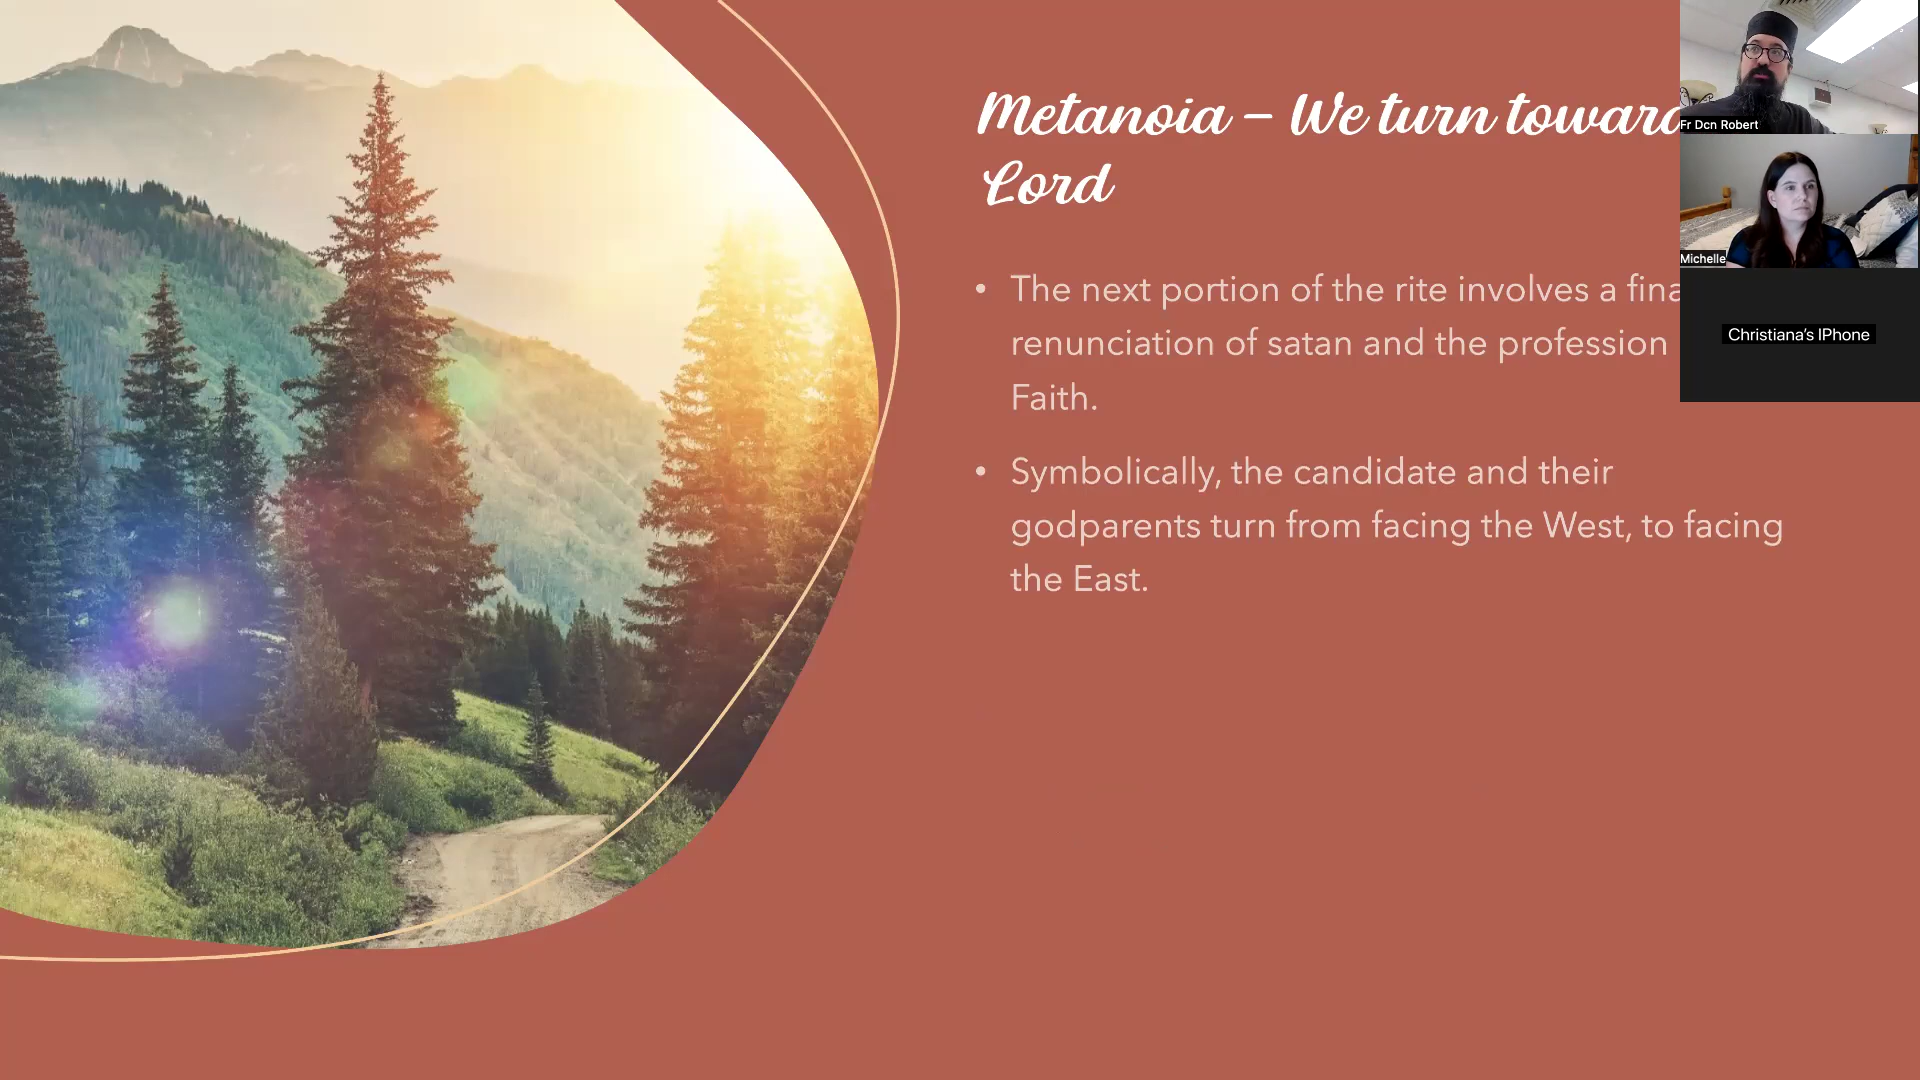 Metanoia – We turn toward
Lord
• The next portion of the rite involves a fina
renunciation of satan and the profession
Faith.
• Symbolically, the candidate and their
godparents turn from facing the West, to facing
the East.
Fr Dcn Robert
Michelle
Christiana’s IPhone